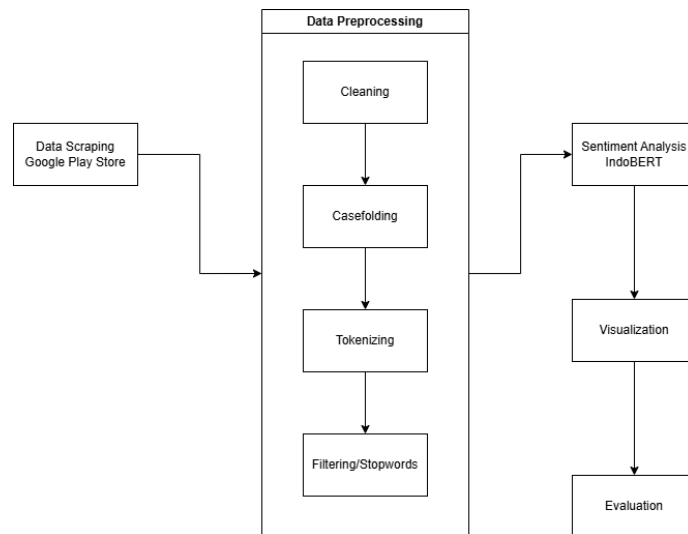 Data Preprocessing
Data Scraping
Google Play Store
Cleaning
Casefolding
Tokenizing
Filtering/Stopwords
Sentiment Analysis
IndoBERT
Visualization
Evaluation